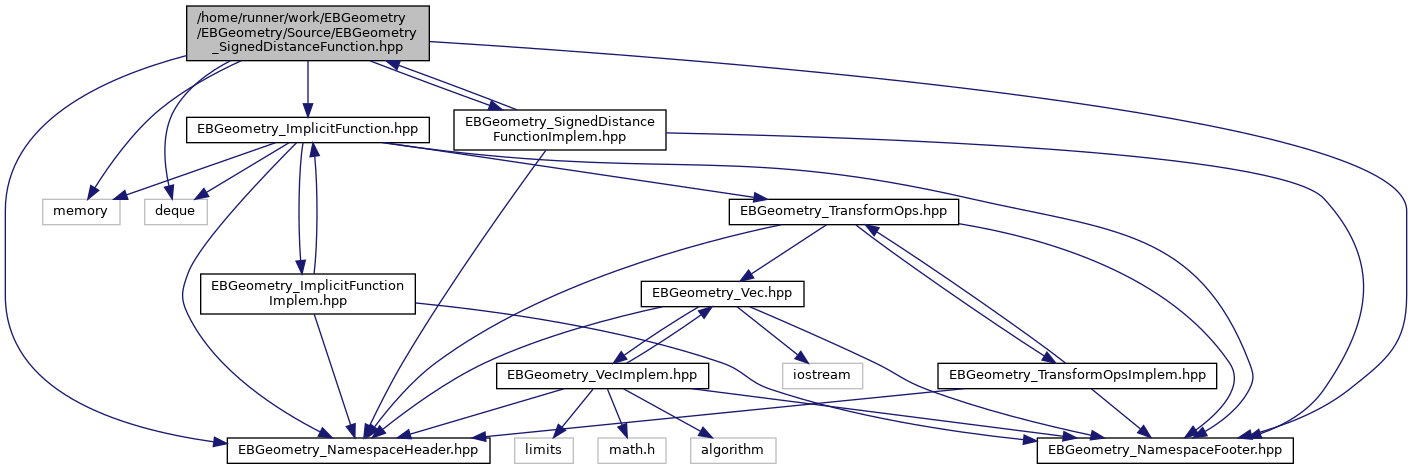 /home/runner/work/EBGeometry
/EBGeometry/Source/EBGeometry
_SignedDistanceFunction.hpp
EBGeometry_SignedDistance
FunctionImplem.hpp
EBGeometry_ImplicitFunction.hpp
memory
deque
EBGeometry_TransformOps.hpp
EBGeometry_ImplicitFunction
Implem.hpp
EBGeometry_Vec.hpp
EBGeometry_VecImplem.hpp
iostream
EBGeometry_TransformOpsImplem.hpp
EBGeometry_NamespaceHeader.hpp
limits
math.h
algorithm
EBGeometry_NamespaceFooter.hpp